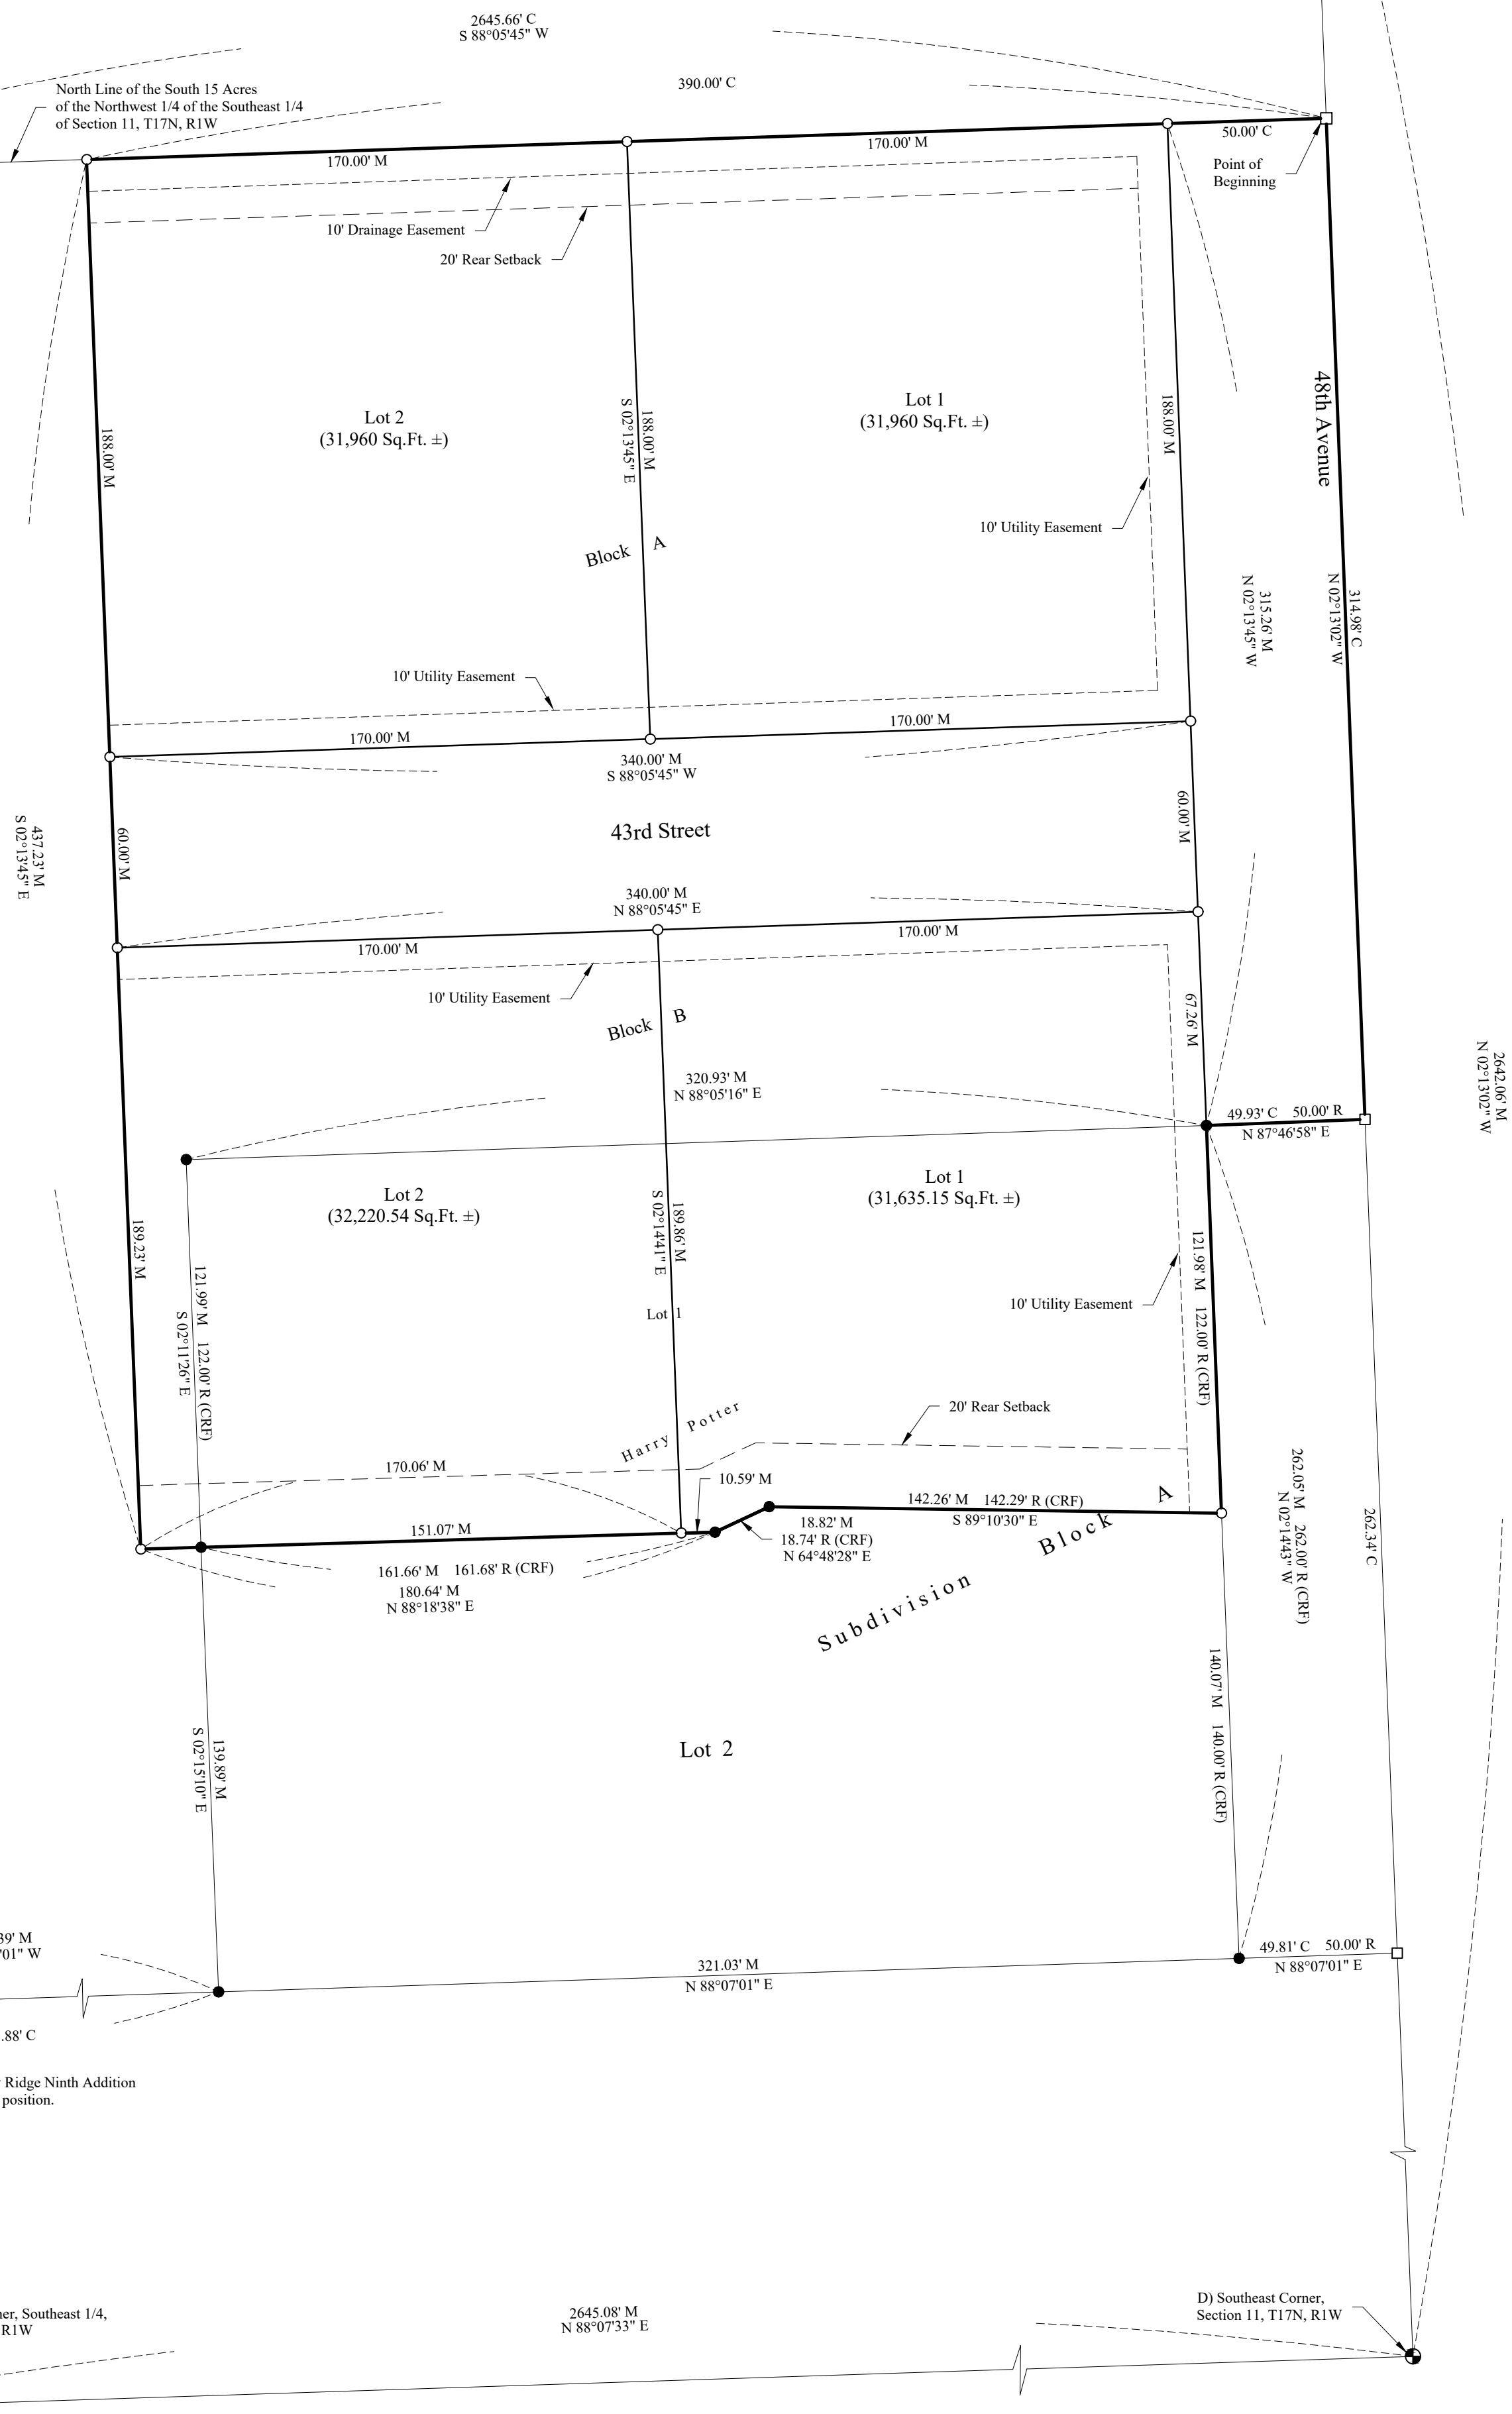 2645.66' C
S 88°05'45" W
390.00' C
North Line of the South 15 Acres
of the Northwest 1/4 of the Southeast 1/4
of Section 11, T17N, R1W
170.00' M
170.00' M
50.00' C
Point of
Beginning
10' Drainage Easement
20' Rear Setback
Lot 2
(31,960 Sq.Ft. ±)
Lot 1
(31,960 Sq.Ft. ±)
188.00' M
188.00' M
S 02°13'45" E
188.00' M
48th Avenue
10' Utility Easement
Block A
315.26' M
N 02°13'45" W
314.98' C
N 02°13'02" W
10' Utility Easement
170.00' M
170.00' M
340.00' M
S 88°05'45" W
43rd Street
60.00' M
60.00' M
437.23' M
S 02°13'45" E
340.00' M
N 88°05'45" E
170.00' M
170.00' M
10' Utility Easement
Block B
67.26' M
320.93' M
N 88°05'16" E
49.93' C 50.00' R
N 87°46'58" E
2642.06' M
N 02°13'02" W
Lot 2
(32,220.54 Sq.Ft. ±)
Lot 1
(31,635.15 Sq.Ft. ±)
189.23' M
121.99' M 122.00' R (CRF)
S 02°11'26" E
189.86' M
S 02°14'41" E
121.98' M 122.00' R (CRF)
10' Utility Easement
Lot 1
Harry Potter
20' Rear Setback
170.06' M
10.59' M
151.07' M
142.26' M 142.29' R (CRF)
S 89°10'30" E
18.82' M
18.74' R (CRF)
N 64°48'28" E
161.66' M 161.68' R (CRF)
180.64' M
N 88°18'38" E
Block A
Subdivision
262.05' M 262.00' R (CRF)
N 02°14'43" W
262.34' C
140.07' M 140.00' R (CRF)
139.89' M
S 02°15'10" E
Lot 2
39' M
'01" W
321.03' M
N 88°07'01" E
49.81' C 50.00' R
N 88°07'01" E
.88' C
Ridge Ninth Addition
position.
D) Southeast Corner,
Section 11, T17N, R1W
ner, Southeast 1/4,
R1W
2645.08' M
N 88°07'33" E